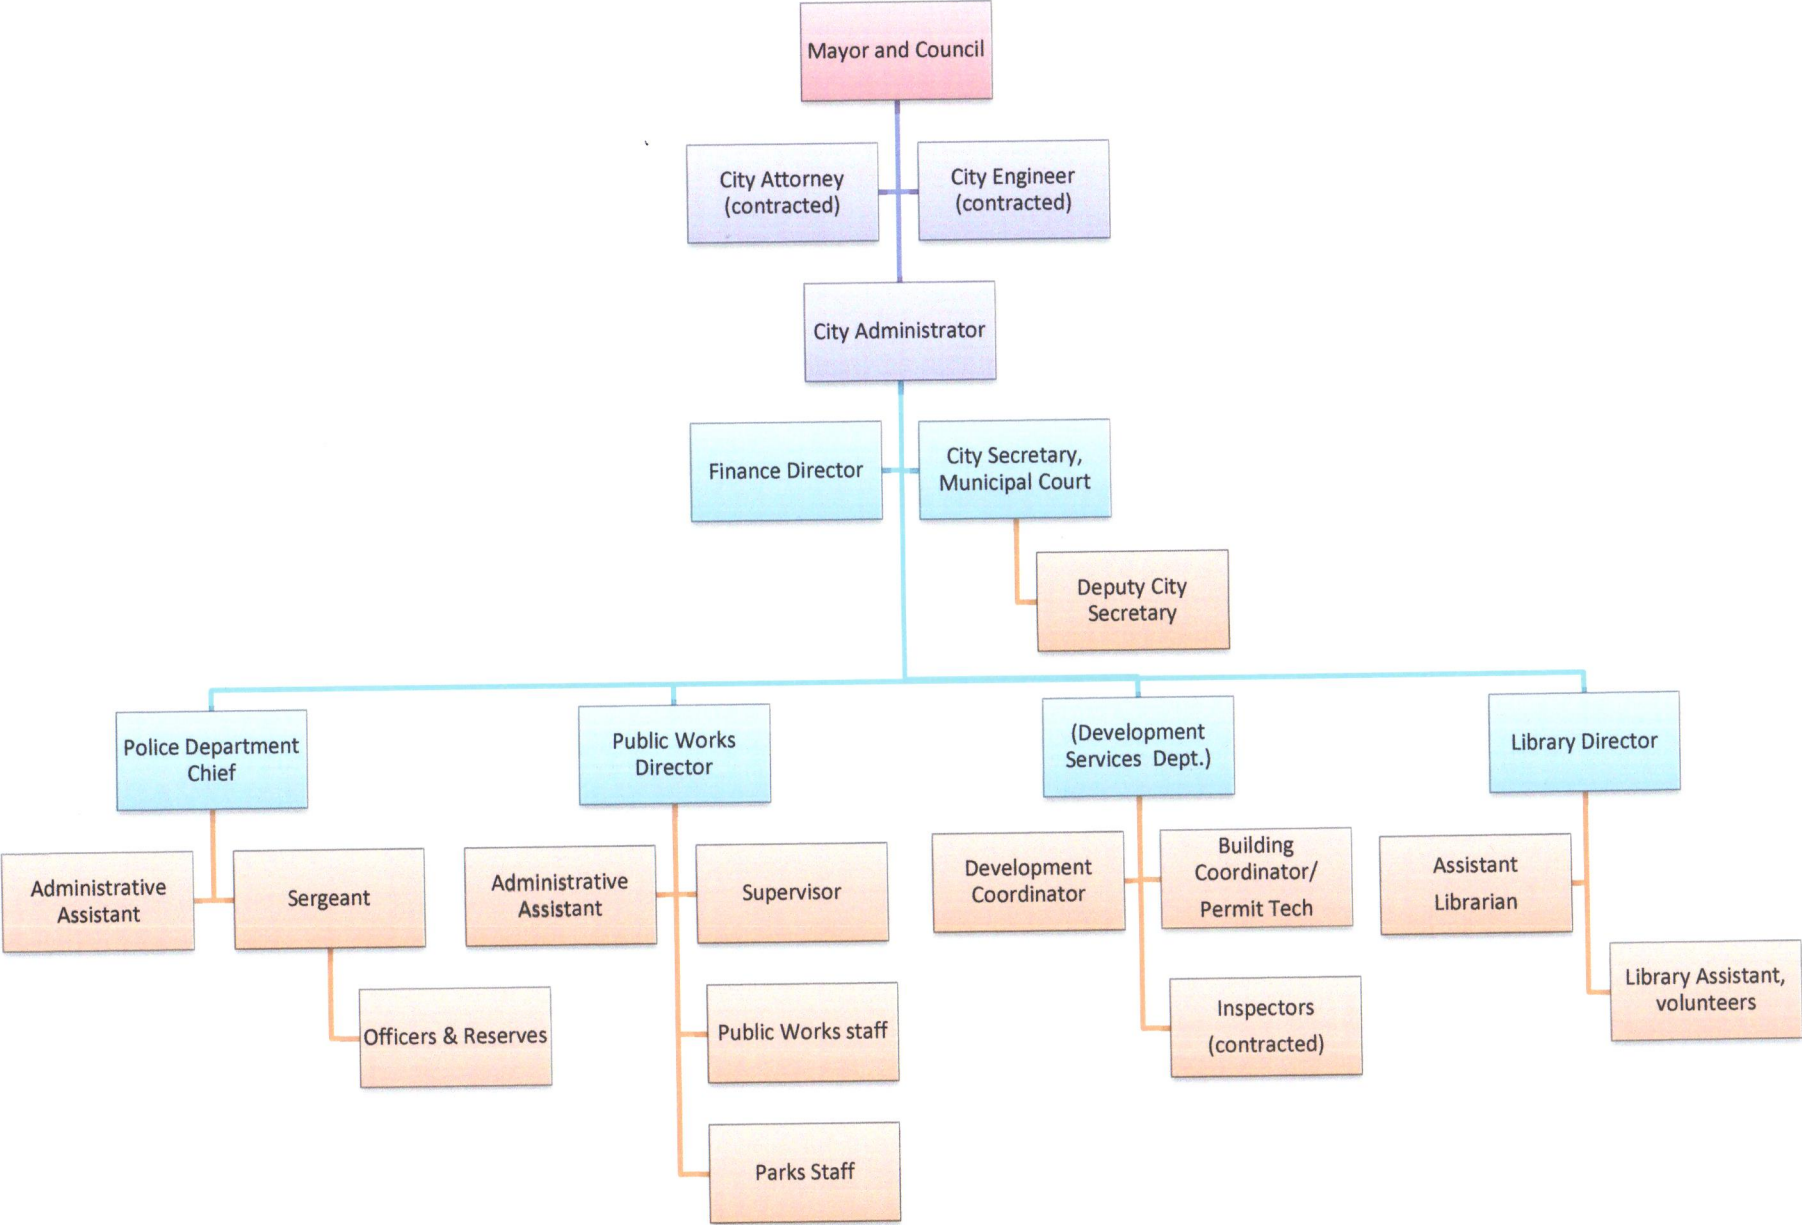 Mayor and Council
City Attorney
(contracted)
City Engineer
(contracted)
City Administrator
Finance Director
City Secretary,
Municipal Court
Deputy City
Secretary
Police Department
Chief
Public Works
Director
(Development
Services Dept.)
Library Director
Administrative
Assistant
Sergeant
Administrative
Assistant
Supervisor
Development
Coordinator
Building
Coordinator/
Permit Tech
Assistant
Librarian
Library Assistant,
volunteers
Officers & Reserves
Public Works staff
Inspectors
(contracted)
Parks Staff